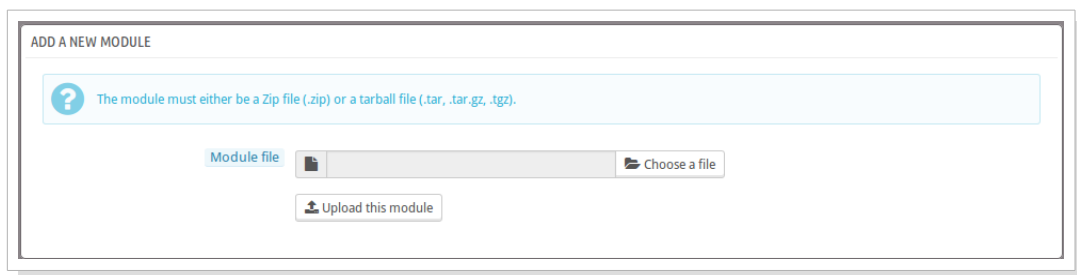 ADD A NEW MODULE
The module must either be a Zip file (.zip) or a tarball file (.tar, .tar.gz, .tgz).
Module file
Choose a file
Upload this module